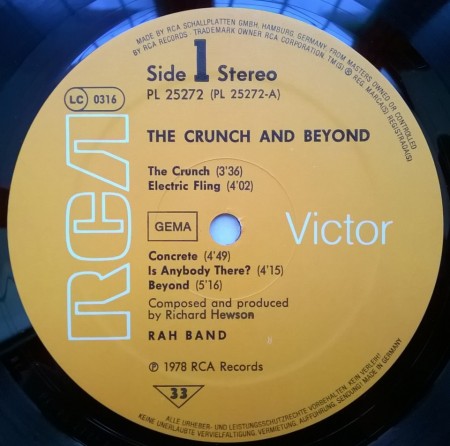 MADE BY RCA SCHALLPLATTEN GMBH, HAMBURG, GERMANY, FROM MASTERS OWNED OR CONTROLLED
BY RCA RECORDS TRADEMARK OWNER RCA CORPORATION. TM(S) ® REG. MARCA(S) REGISTRADA(S)
Side 1 Stereo
PL 25272 (PL 25272-A)
LC 0316
THE CRUNCH AND BEYOND
The Crunch (3'36)
Electric Fling (4'02)
GEMA
RCA
Victor
Concrete (4'49)
Is Anybody There? (4'15)
Beyond (5'16)
Composed and produced
by Richard Hewson
RAH BAND
℗ 1978 RCA Records
33
ALLE URHEBER- UND LEISTUNGSSCHUTZRECHTE VORBEHALTEN. KEIN VERLEIH!
KEINE UNERLAUBTE VERVIELFÄLTIGUNG, VERMIETUNG, AUFFÜHRUNG, SENDUNG! MADE IN GERMANY